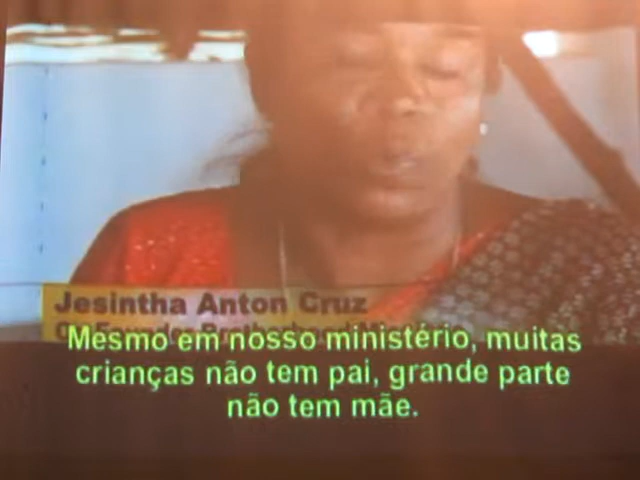 Jesintha Anton Cruz
Mesmo em nosso ministério, muitas
crianças não tem pai, grande parte
não tem mãe.